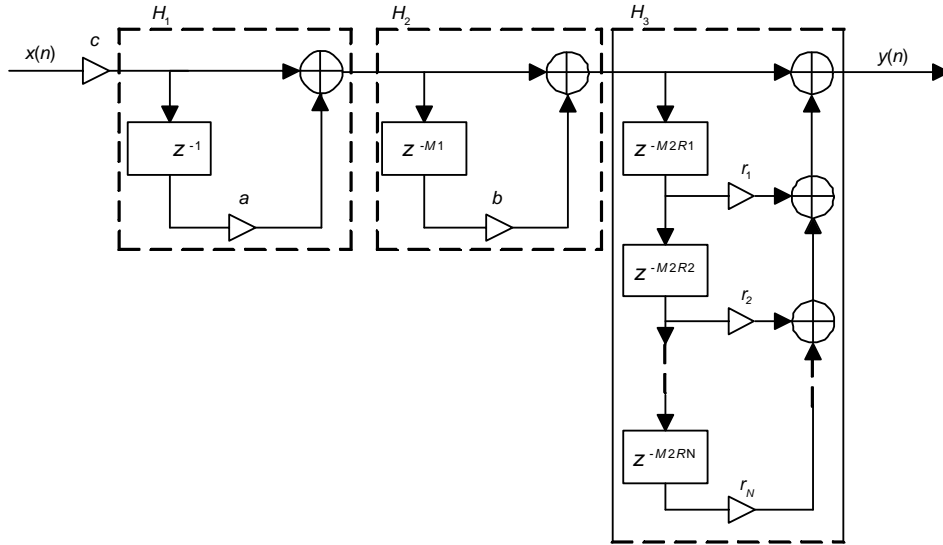 H1 H2 H3
x(n) c y(n)
z-1 z-M1 z-M2R1
a b r1
z-M2R2
r2
z-M2RN
rN